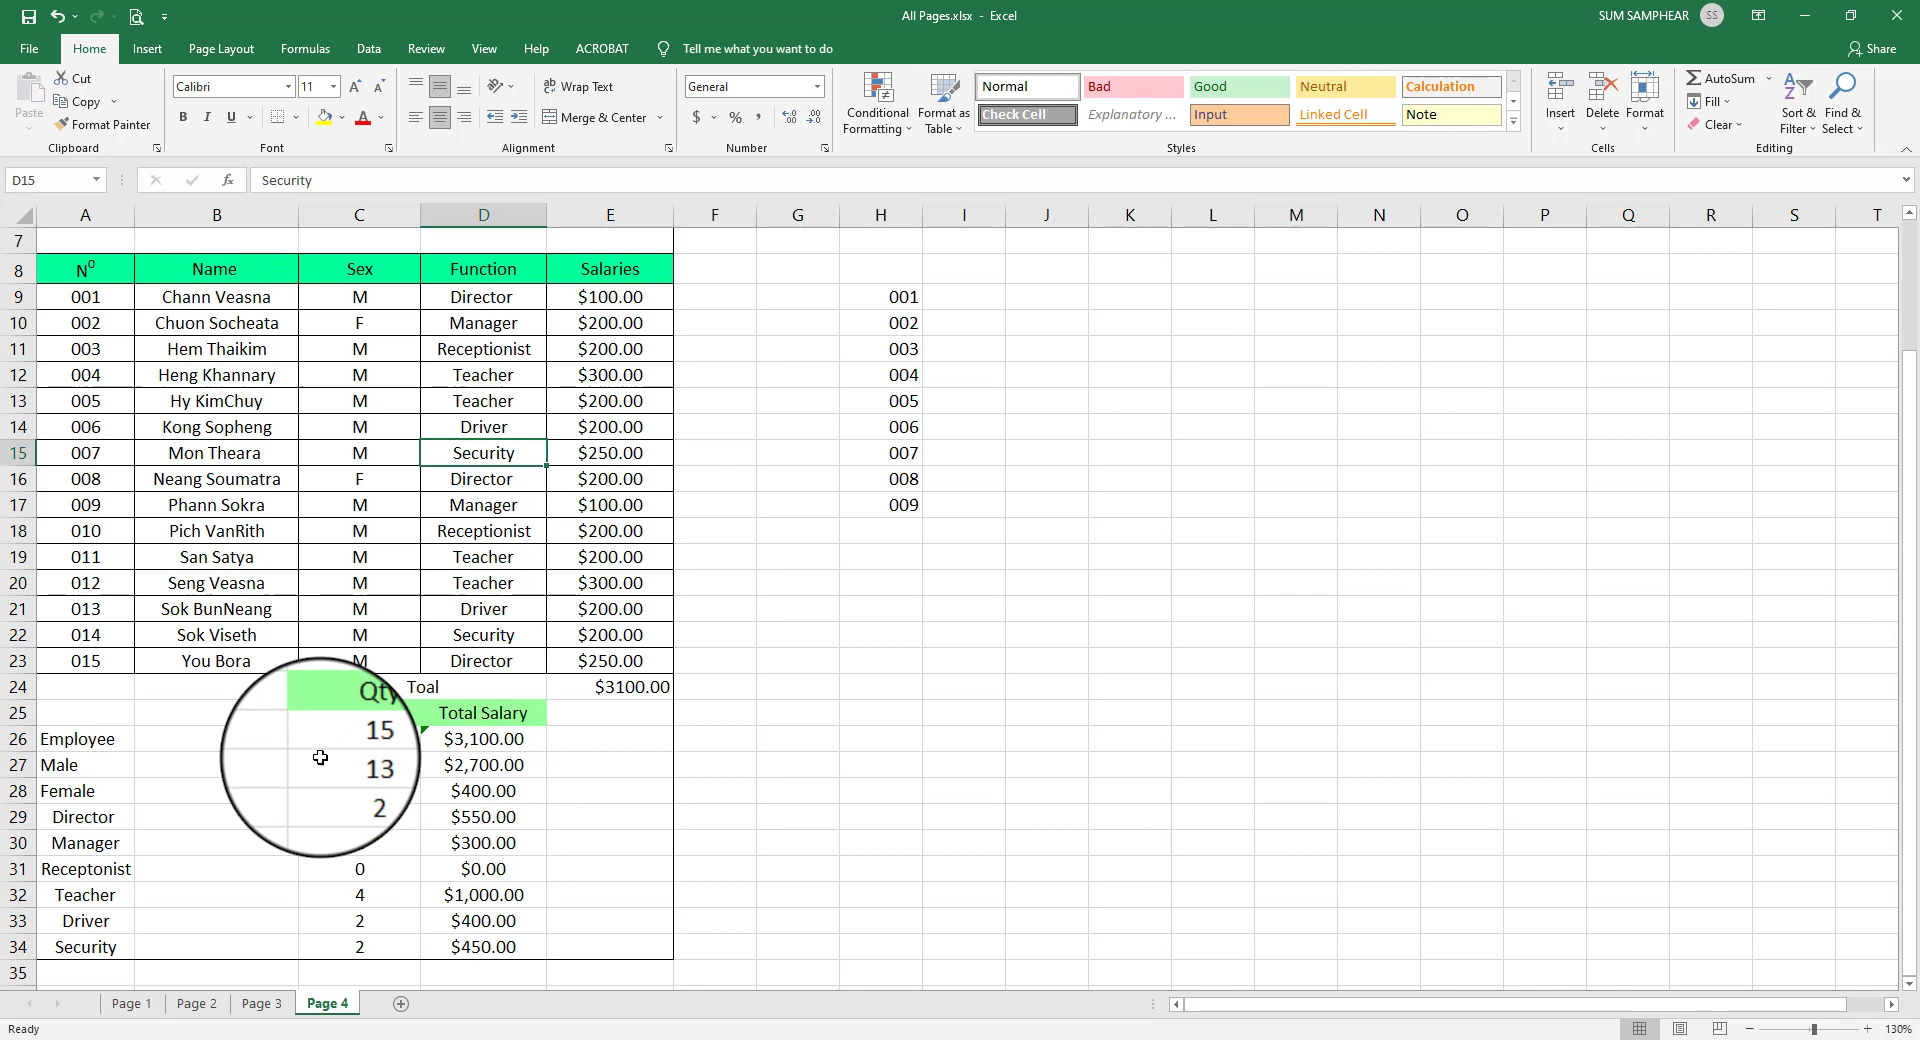 All Pages.xlsx - Excel
SUM SAMPHEAR SS
File Home Insert Page Layout Formulas Data Review View Help ACROBAT Tell me what you want to do Share
Paste
Cut
Copy
Format Painter
Clipboard
Calibri 11
B I U
Font
Wrap Text
Merge & Center
Alignment
General
$ % ,
Number
Conditional Formatting
Format as Table
Normal Bad Good Neutral Calculation
Check Cell Explanatory ... Input Linked Cell Note
Styles
Insert Delete Format
Cells
AutoSum
Fill
Clear
Sort & Filter
Find & Select
Editing
D15 fx Security
A B C D E F G H I J K L M N O P Q R S T
7
8 N0 Name Sex Function Salaries
9 001 Chann Veasna M Director $100.00 001
10 002 Chuon Socheata F Manager $200.00 002
11 003 Hem Thaikim M Receptionist $200.00 003
12 004 Heng Khannary M Teacher $300.00 004
13 005 Hy KimChuy M Teacher $200.00 005
14 006 Kong Sopheng M Driver $200.00 006
15 007 Mon Theara M Security $250.00 007
16 008 Neang Soumatra F Director $200.00 008
17 009 Phann Sokra M Manager $100.00 009
18 010 Pich VanRith M Receptionist $200.00
19 011 San Satya M Teacher $200.00
20 012 Seng Veasna M Teacher $300.00
21 013 Sok BunNeang M Driver $200.00
22 014 Sok Viseth M Security $200.00
23 015 You Bora M Director $250.00
24 Toal $3100.00
25 Qty Total Salary
26 Employee 15 $3,100.00
27 Male 13 $2,700.00
28 Female 2 $400.00
29 Director $550.00
30 Manager $300.00
31 Receptonist 0 $0.00
32 Teacher 4 $1,000.00
33 Driver 2 $400.00
34 Security 2 $450.00
35
Page 1 Page 2 Page 3 Page 4
Ready 130%